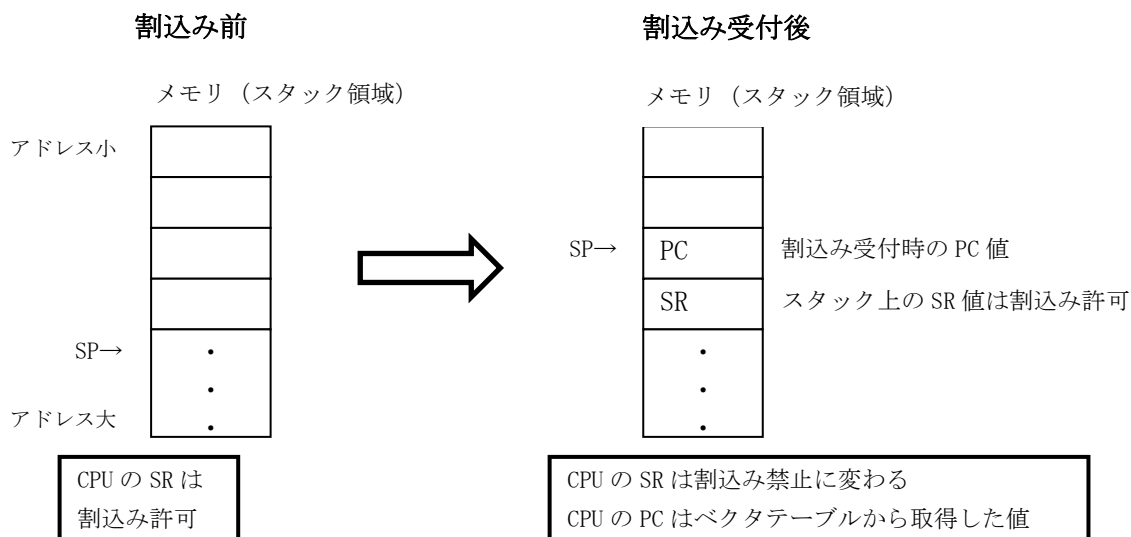 割込み前
メモリ（スタック領域）
アドレス小
SP→
・
・
・
アドレス大
CPU の SR は
割込み許可
割込み受付後
メモリ（スタック領域）
SP→
PC
割込み受付時の PC 値
SR
スタック上の SR 値は割込み許可
・
・
・
CPU の SR は割込み禁止に変わる
CPU の PC はベクタテーブルから取得した値